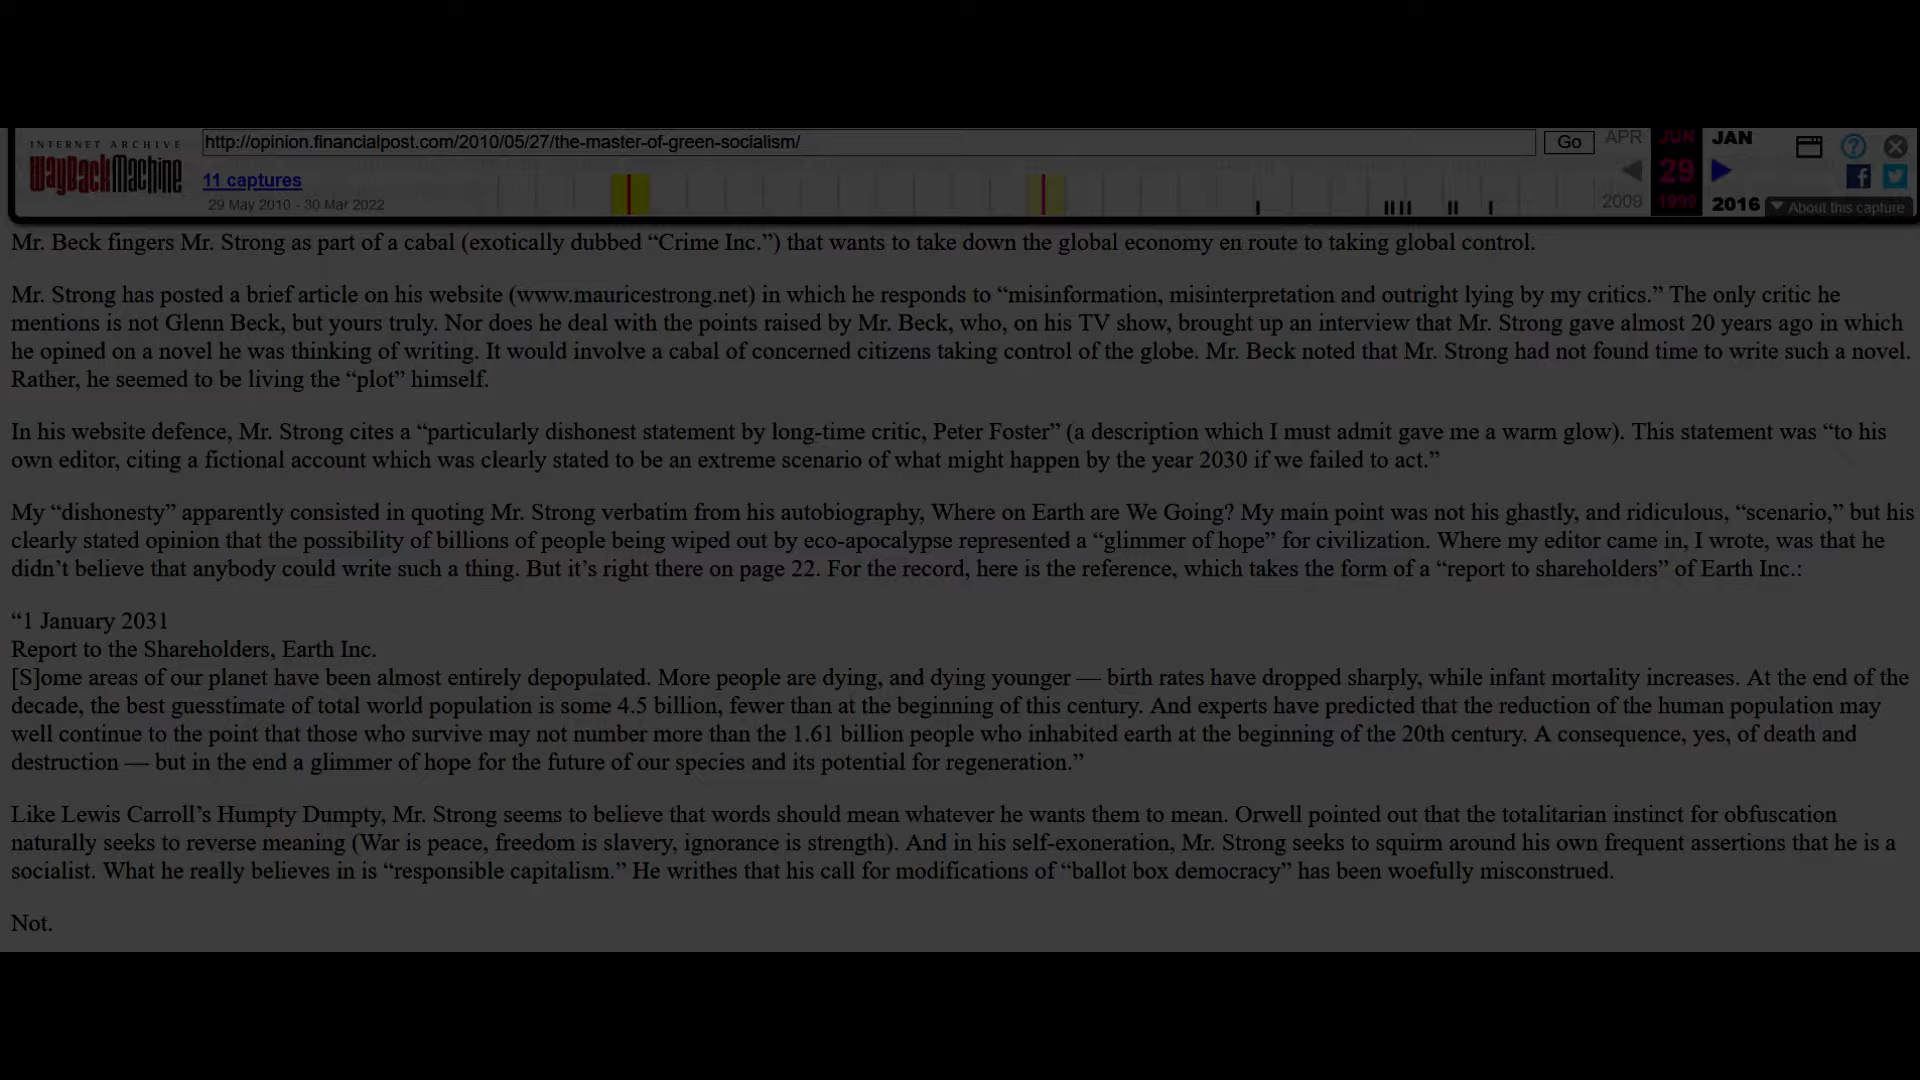 INTERNET ARCHIVE
WayBackMachine
http://opinion.financialpost.com/2010/05/27/the-master-of-green-socialism/
Go
APR
JUN
JAN
11 captures
29
29 May 2010 - 30 Mar 2022
2009
1999
2016
About this capture
Mr. Beck fingers Mr. Strong as part of a cabal (exotically dubbed “Crime Inc.”) that wants to take down the global economy en route to taking global control.
Mr. Strong has posted a brief article on his website (www.mauricestrong.net) in which he responds to “misinformation, misinterpretation and outright lying by my critics.” The only critic he
mentions is not Glenn Beck, but yours truly. Nor does he deal with the points raised by Mr. Beck, who, on his TV show, brought up an interview that Mr. Strong gave almost 20 years ago in which
he opined on a novel he was thinking of writing. It would involve a cabal of concerned citizens taking control of the globe. Mr. Beck noted that Mr. Strong had not found time to write such a novel.
Rather, he seemed to be living the “plot” himself.
In his website defence, Mr. Strong cites a “particularly dishonest statement by long-time critic, Peter Foster” (a description which I must admit gave me a warm glow). This statement was “to his
own editor, citing a fictional account which was clearly stated to be an extreme scenario of what might happen by the year 2030 if we failed to act.”
My “dishonesty” apparently consisted in quoting Mr. Strong verbatim from his autobiography, Where on Earth are We Going? My main point was not his ghastly, and ridiculous, “scenario,” but his
clearly stated opinion that the possibility of billions of people being wiped out by eco-apocalypse represented a “glimmer of hope” for civilization. Where my editor came in, I wrote, was that he
didn’t believe that anybody could write such a thing. But it’s right there on page 22. For the record, here is the reference, which takes the form of a “report to shareholders” of Earth Inc.:
“1 January 2031
Report to the Shareholders, Earth Inc.
[S]ome areas of our planet have been almost entirely depopulated. More people are dying, and dying younger — birth rates have dropped sharply, while infant mortality increases. At the end of the
decade, the best guesstimate of total world population is some 4.5 billion, fewer than at the beginning of this century. And experts have predicted that the reduction of the human population may
well continue to the point that those who survive may not number more than the 1.61 billion people who inhabited earth at the beginning of the 20th century. A consequence, yes, of death and
destruction — but in the end a glimmer of hope for the future of our species and its potential for regeneration.”
Like Lewis Carroll’s Humpty Dumpty, Mr. Strong seems to believe that words should mean whatever he wants them to mean. Orwell pointed out that the totalitarian instinct for obfuscation
naturally seeks to reverse meaning (War is peace, freedom is slavery, ignorance is strength). And in his self-exoneration, Mr. Strong seeks to squirm around his own frequent assertions that he is a
socialist. What he really believes in is “responsible capitalism.” He writhes that his call for modifications of “ballot box democracy” has been woefully misconstrued.
Not.